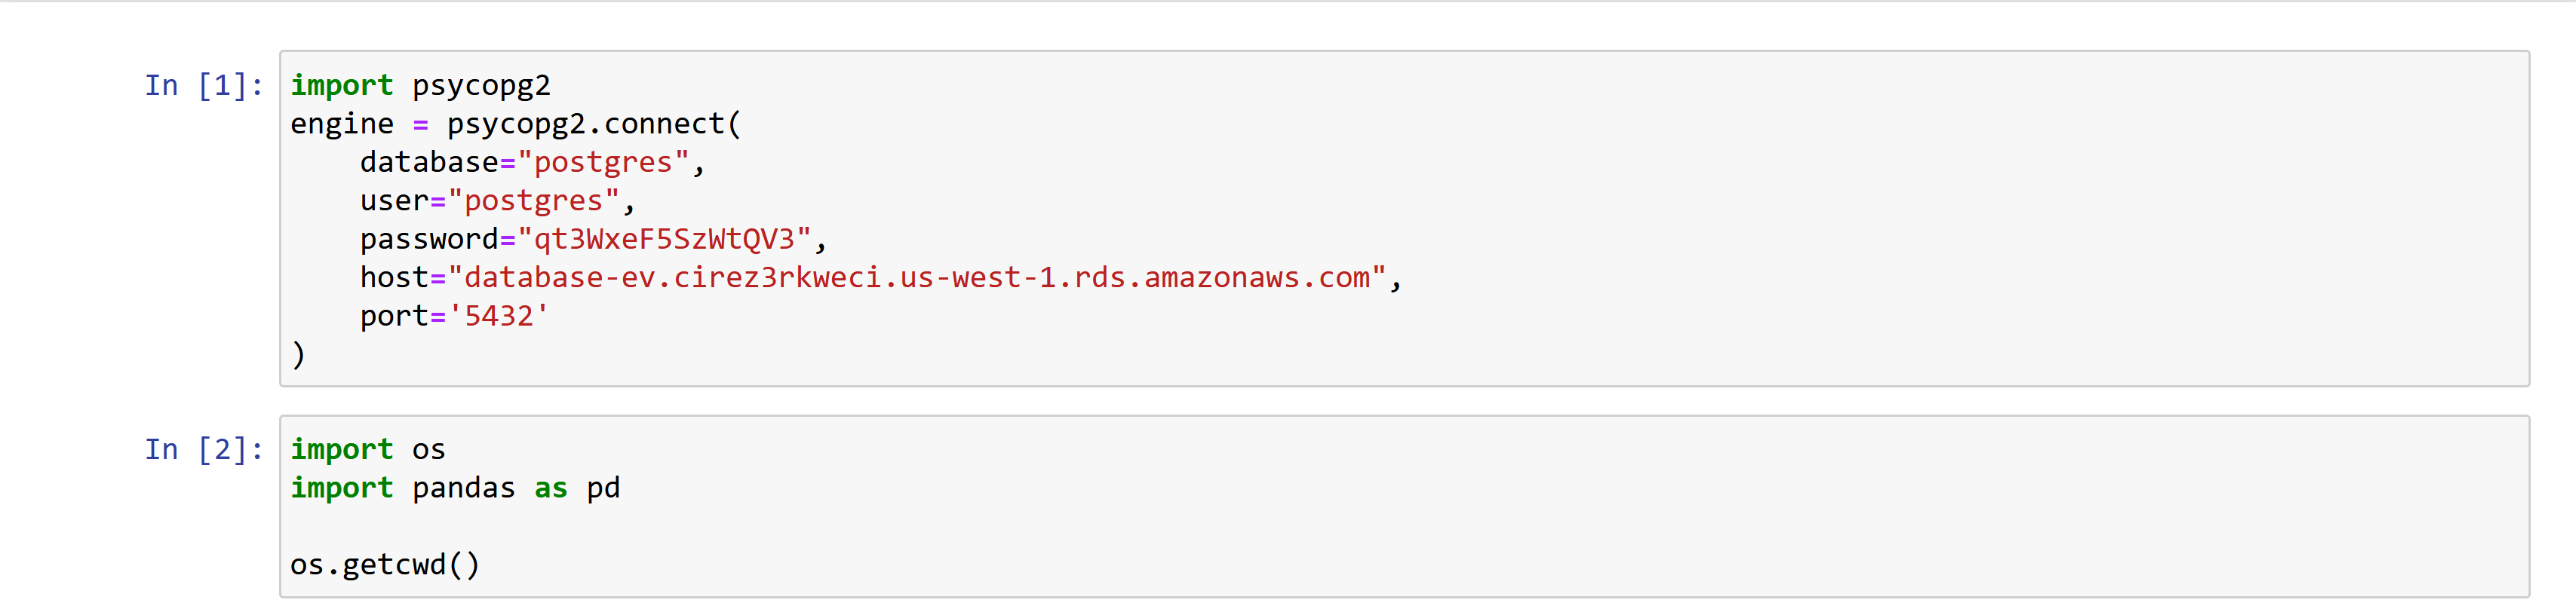 In [1]: import psycopg2
engine = psycopg2.connect(
    database="postgres",
    user="postgres",
    password="qt3WxeF5SzWtQV3",
    host="database-ev.cirez3rkweci.us-west-1.rds.amazonaws.com",
    port='5432'
)
In [2]: import os
import pandas as pd
os.getcwd()